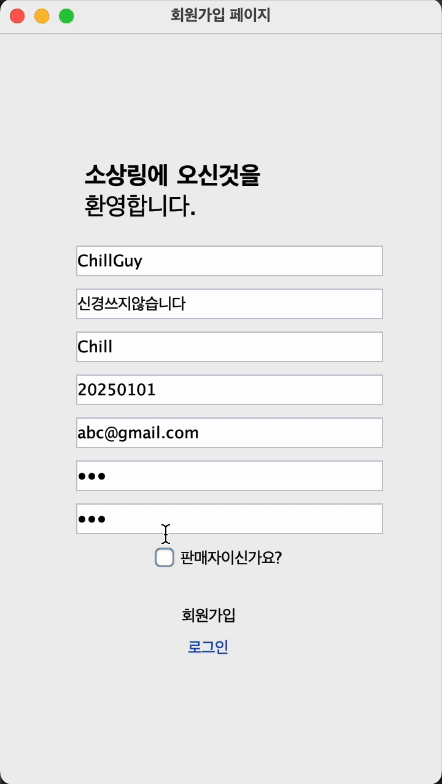 회원가입 페이지
소상링에 오신것을
환영합니다.
ChillGuy
신경쓰지않습니다
Chill
20250101
abc@gmail.com
●●●
●●●
판매자이신가요?
회원가입
로그인